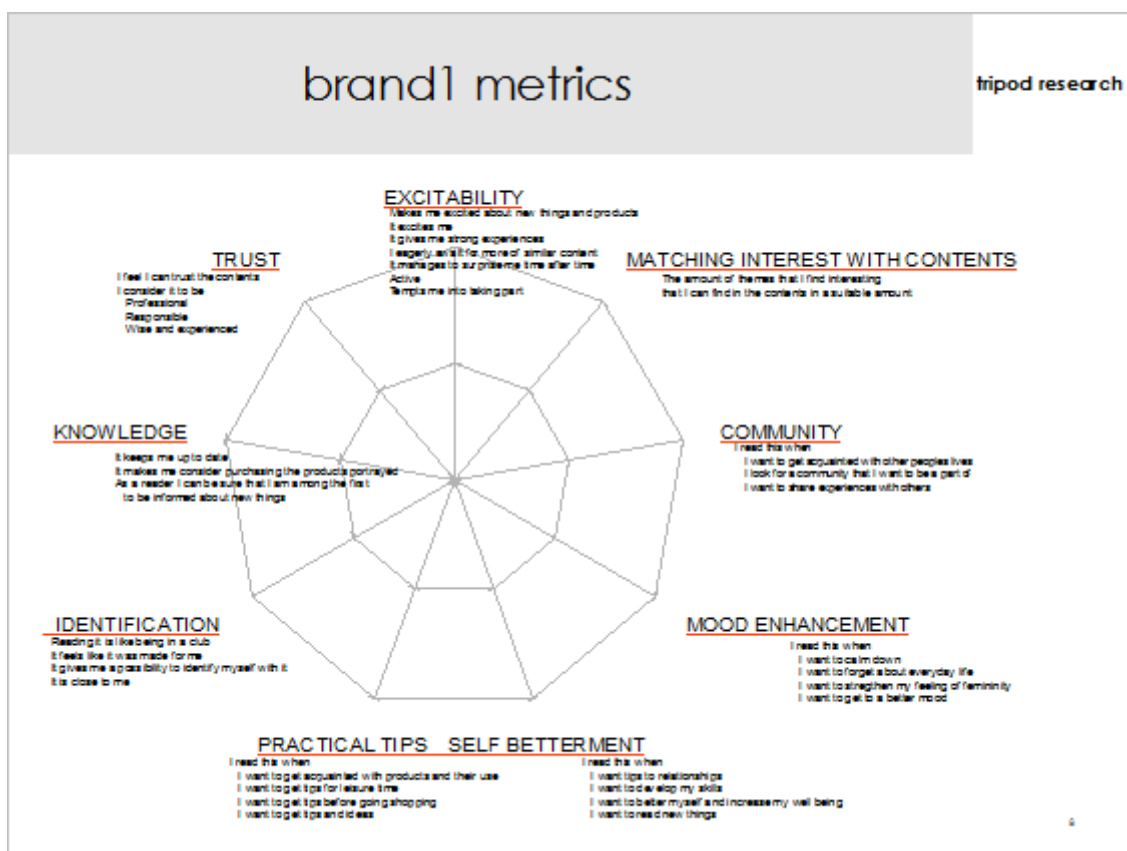 brand1 metrics
tripod research
EXCITABILITY
Makes me excited about new things and products
It excites me
It gives me strong experiences
I eagerly wait for more of similar content
It manages to surprise me time after time
Active
Tempts me into taking part
TRUST
I feel I can trust the contents
I consider it to be
Professional
Responsible
Wise and experienced
MATCHING INTEREST WITH CONTENTS
The amount of themes that I find interesting
that I can find in the contents in a suitable amount
KNOWLEDGE
It keeps me up to date
It makes me consider purchasing the products portrayed
As a reader I can be sure that I am among the first
to be informed about new things
COMMUNITY
I read this when
I want to get acquainted with other peoples lives
I look for a community that I want to be a part of
I want to share experiences with others
IDENTIFICATION
Reading it is like being in a club
It feels like it was made for me
It gives me a possibility to identify myself with it
It is close to me
MOOD ENHANCEMENT
I read this when
I want to calm down
I want to forget about everyday life
I want to stregthen my feeling of femininity
I want to get to a better mood
PRACTICAL TIPS
I read this when
I want to get acquainted with products and their use
I want to get tips for leisure time
I want to get tips before going shopping
I want to get tips and ideas
SELF BETTERMENT
I read this when
I want tips to relationships
I want to develop my skills
I want to better myself and increase my well being
I want to read new things